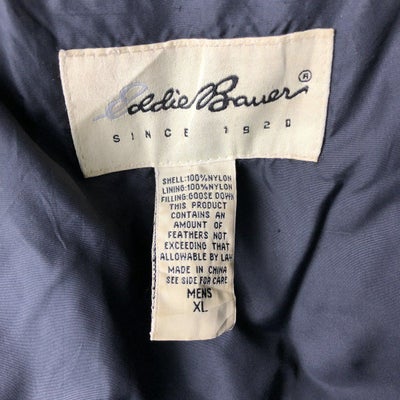 Eddie Bauer®
SINCE 1920
SHELL:100%NYLON
LINING:100%NYLON
FILLING:GOOSE DOWN
THIS PRODUCT
CONTAINS AN
AMOUNT OF
FEATHERS NOT
EXCEEDING THAT
ALLOWABLE BY LAW
MADE IN CHINA
SEE SIDE FOR CARE
MENS
XL